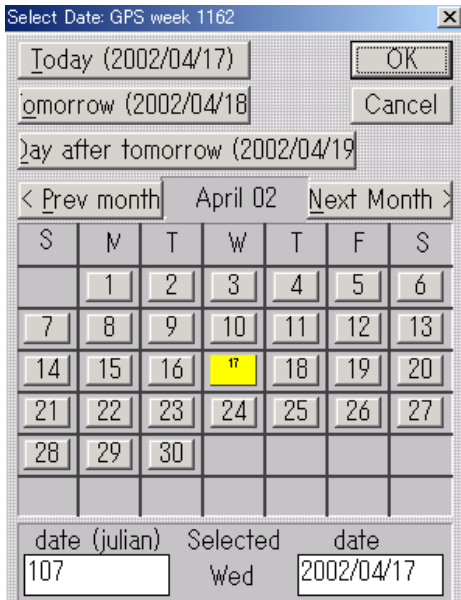 Select Date: GPS week 1162
Today (2002/04/17) OK
omorrow (2002/04/18 Cancel
Day after tomorrow (2002/04/19
< Prev month April 02 Next Month >
S M T W T F S
1 2 3 4 5 6
7 8 9 10 11 12 13
14 15 16 17 18 19 20
21 22 23 24 25 26 27
28 29 30
date (julian) Selected date
107 Wed 2002/04/17